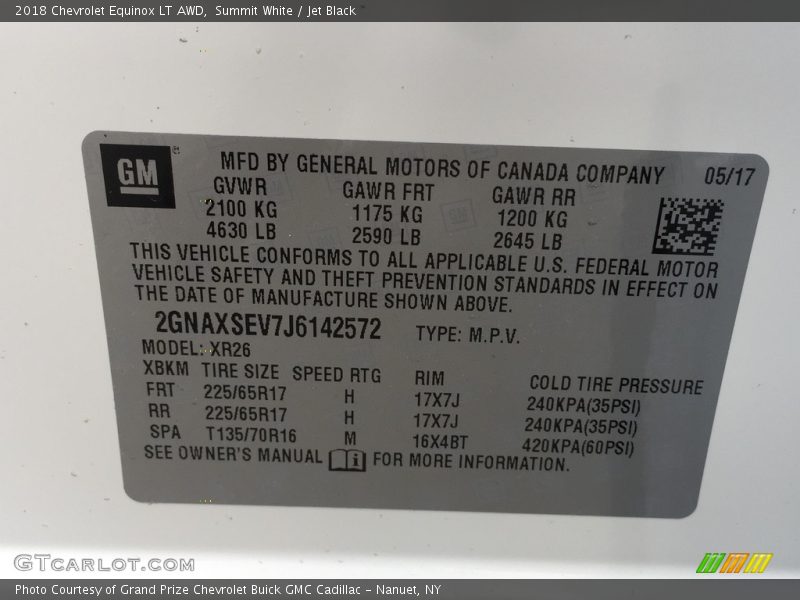 2018 Chevrolet Equinox LT AWD, Summit White / Jet Black
GM
MFD BY GENERAL MOTORS OF CANADA COMPANY 05/17
GVWR GAWR FRT GAWR RR
2100 KG 1175 KG 1200 KG
4630 LB 2590 LB 2645 LB
THIS VEHICLE CONFORMS TO ALL APPLICABLE U.S. FEDERAL MOTOR
VEHICLE SAFETY AND THEFT PREVENTION STANDARDS IN EFFECT ON
THE DATE OF MANUFACTURE SHOWN ABOVE.
2GNAXSEV7J6142572 TYPE: M.P.V.
MODEL: XR26
XBKM TIRE SIZE SPEED RTG RIM COLD TIRE PRESSURE
FRT 225/65R17 H 17X7J 240KPA(35PSI)
RR 225/65R17 H 17X7J 240KPA(35PSI)
SPA T135/70R16 M 16X4BT 420KPA(60PSI)
SEE OWNER'S MANUAL i FOR MORE INFORMATION.
GTCARLOT.COM
Photo Courtesy of Grand Prize Chevrolet Buick GMC Cadillac - Nanuet, NY